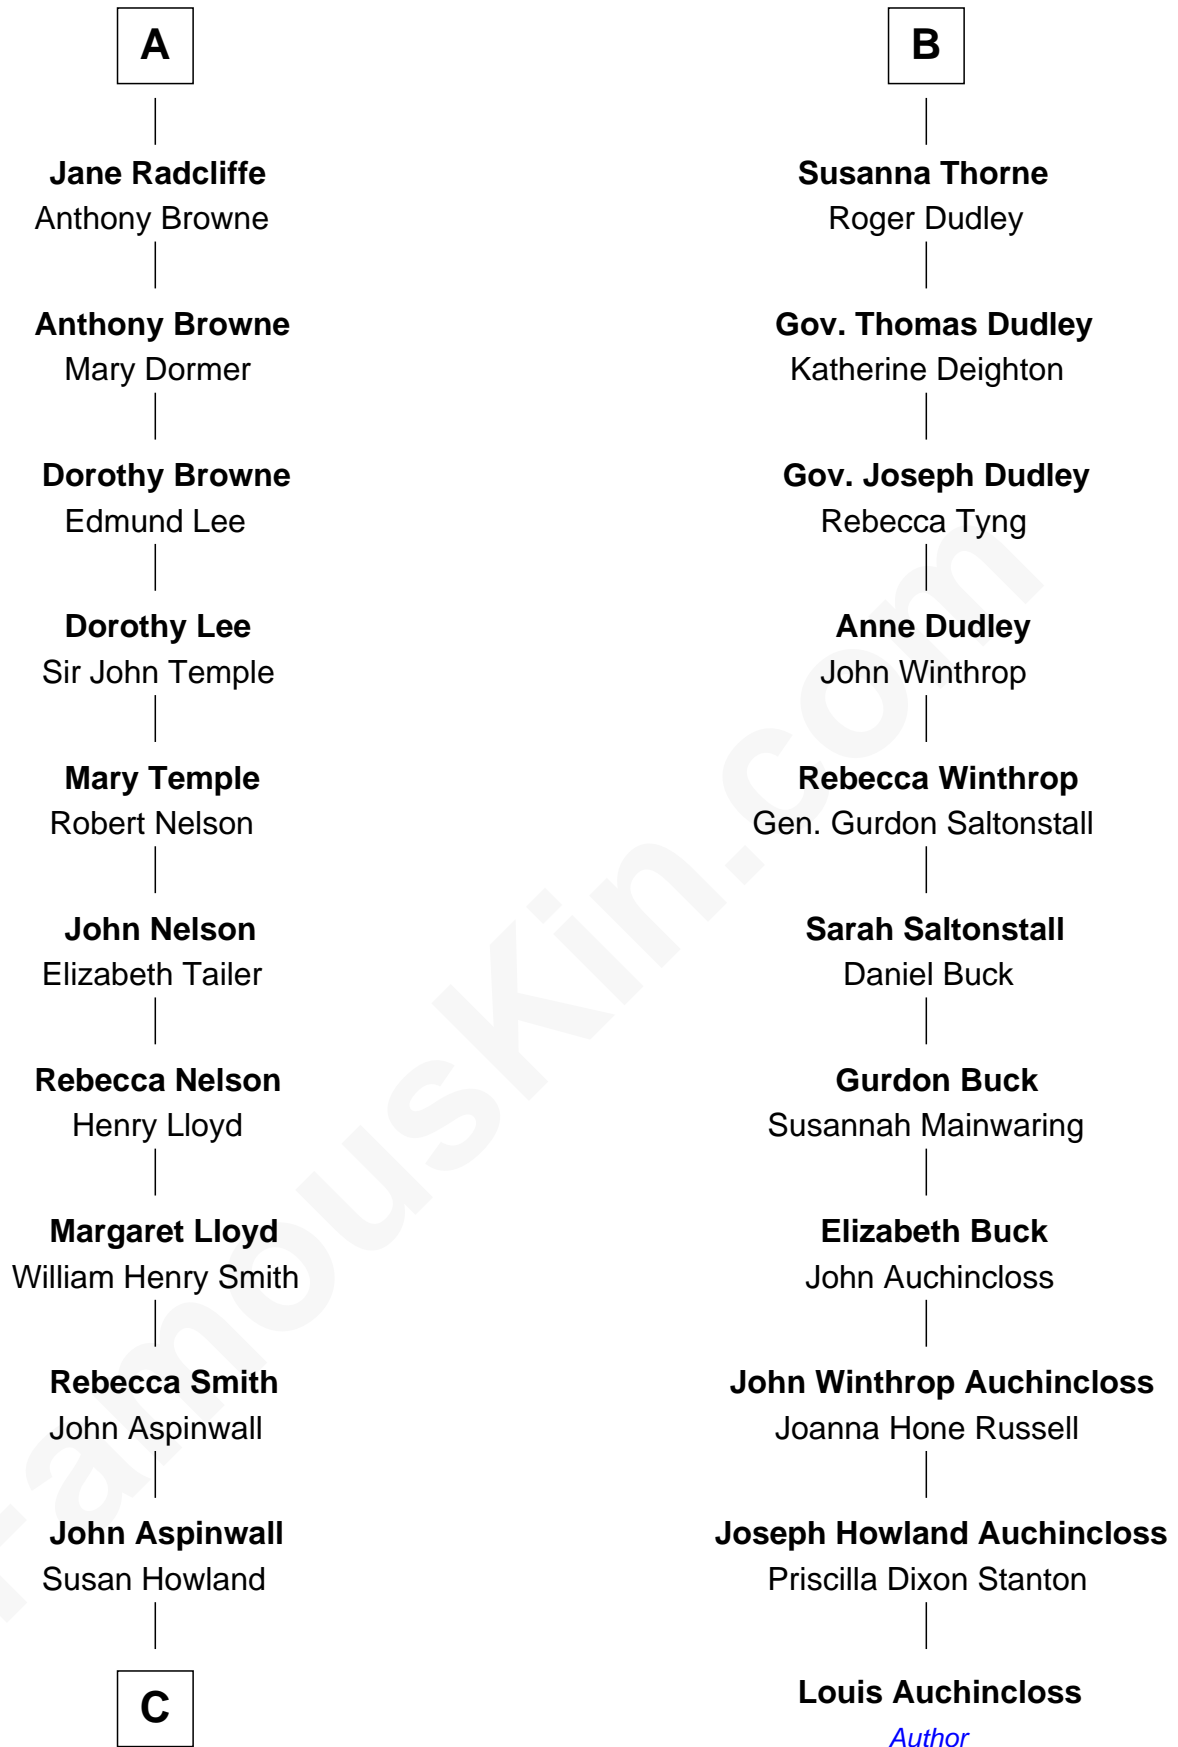 A
Jane Radcliffe
Anthony Browne
Anthony Browne
Mary Dormer
Dorothy Browne
Edmund Lee
Dorothy Lee
Sir John Temple
Mary Temple
Robert Nelson
John Nelson
Elizabeth Tailer
Rebecca Nelson
Henry Lloyd
Margaret Lloyd
William Henry Smith
Rebecca Smith
John Aspinwall
John Aspinwall
Susan Howland
C
B
Susanna Thorne
Roger Dudley
Gov. Thomas Dudley
Katherine Deighton
Gov. Joseph Dudley
Rebecca Tyng
Anne Dudley
John Winthrop
Rebecca Winthrop
Gen. Gurdon Saltonstall
Sarah Saltonstall
Daniel Buck
Gurdon Buck
Susannah Mainwaring
Elizabeth Buck
John Auchincloss
John Winthrop Auchincloss
Joanna Hone Russell
Joseph Howland Auchincloss
Priscilla Dixon Stanton
Louis Auchincloss
Author
FamousKin.com